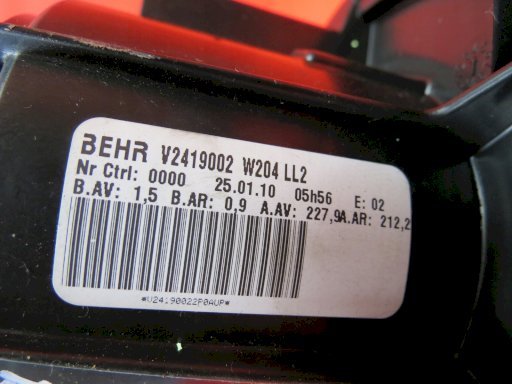 BEHR V2419002 W204 LL2
Nr Ctrl: 0000 25.01.10 05h56 E: 02
B.AV: 1,5 B.AR: 0,9 A.AV: 227,9A.AR: 212,2